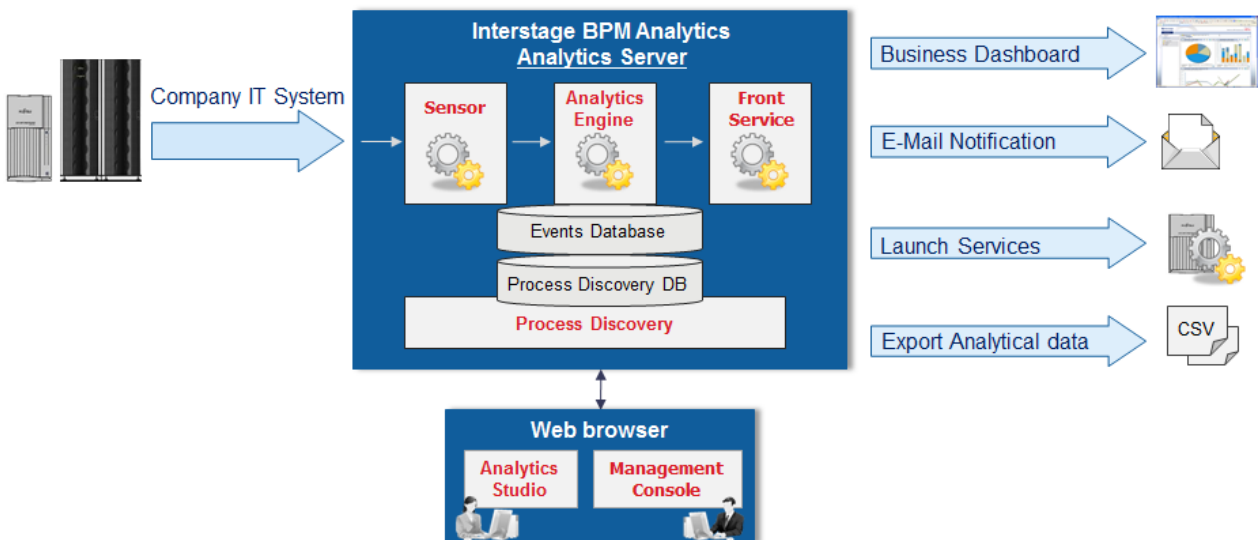 Interstage BPM Analytics
Analytics Server
Company IT System
Sensor
Analytics
Engine
Front
Service
Events Database
Process Discovery DB
Process Discovery
Business Dashboard
E-Mail Notification
Launch Services
Export Analytical data
CSV
Web browser
Analytics
Studio
Management
Console